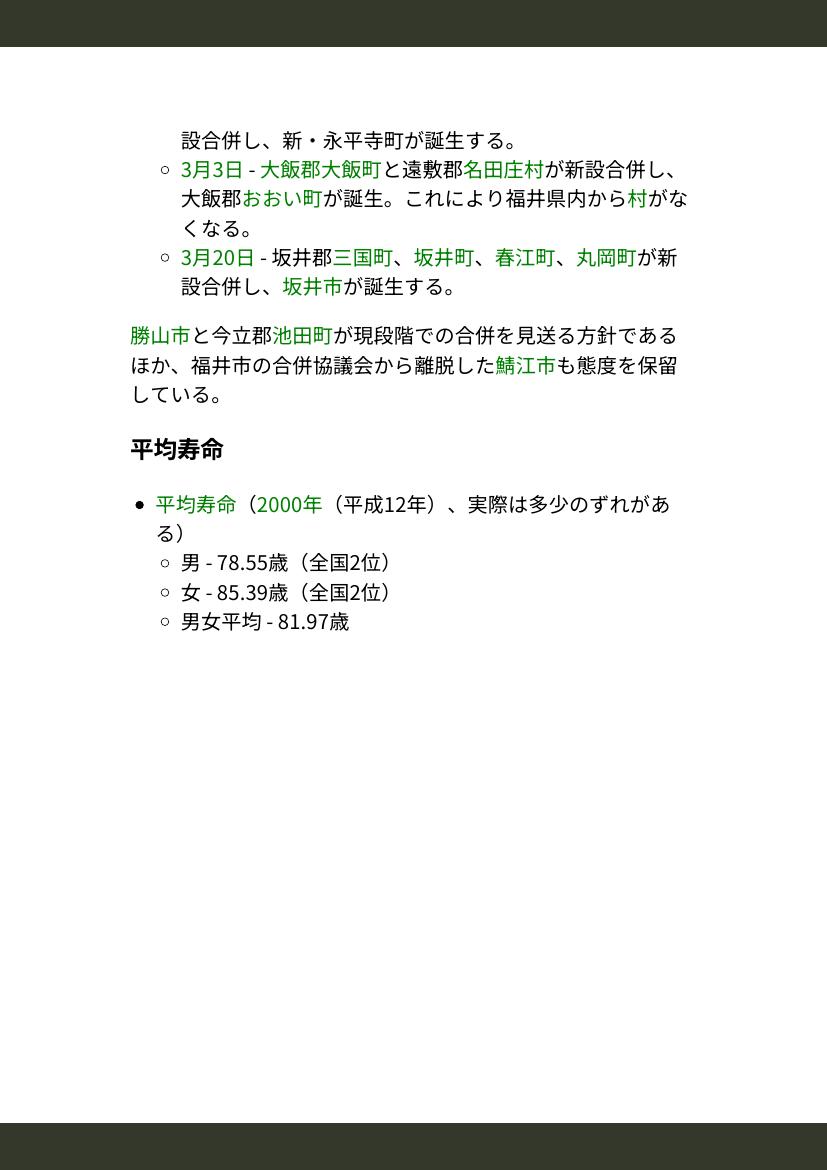 設合併し、新・永平寺町が誕生する。
3月3日 - 大飯郡大飯町と遠敷郡名田庄村が新設合併し、
大飯郡おおい町が誕生。これにより福井県内から村がな
くなる。
3月20日 - 坂井郡三国町、坂井町、春江町、丸岡町が新
設合併し、坂井市が誕生する。
勝山市と今立郡池田町が現段階での合併を見送る方針である
ほか、福井市の合併協議会から離脱した鯖江市も態度を保留
している。
平均寿命
平均寿命（2000年（平成12年）、実際は多少のずれがあ
る）
男 - 78.55歳（全国2位）
女 - 85.39歳（全国2位）
男女平均 - 81.97歳